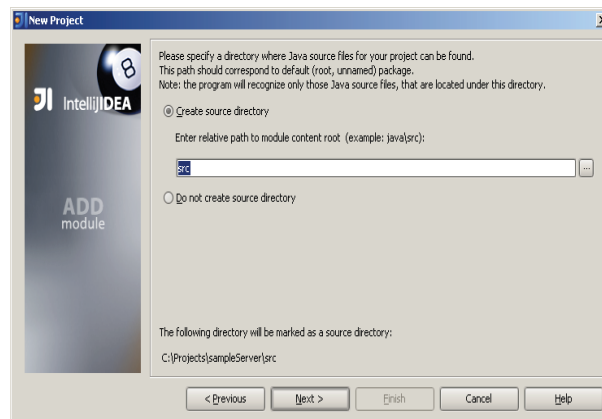 New Project
Please specify a directory where Java source files for your project can be found.
This path should correspond to default (root, unnamed) package.
Note: the program will recognize only those Java source files, that are located under this directory.
8
IntelliJIDEA
Create source directory
Enter relative path to module content root (example: java\src):
src
...
Do not create source directory
ADD
module
The following directory will be marked as a source directory:
C:\Projects\sampleServer\src
< Previous
Next >
Finish
Cancel
Help